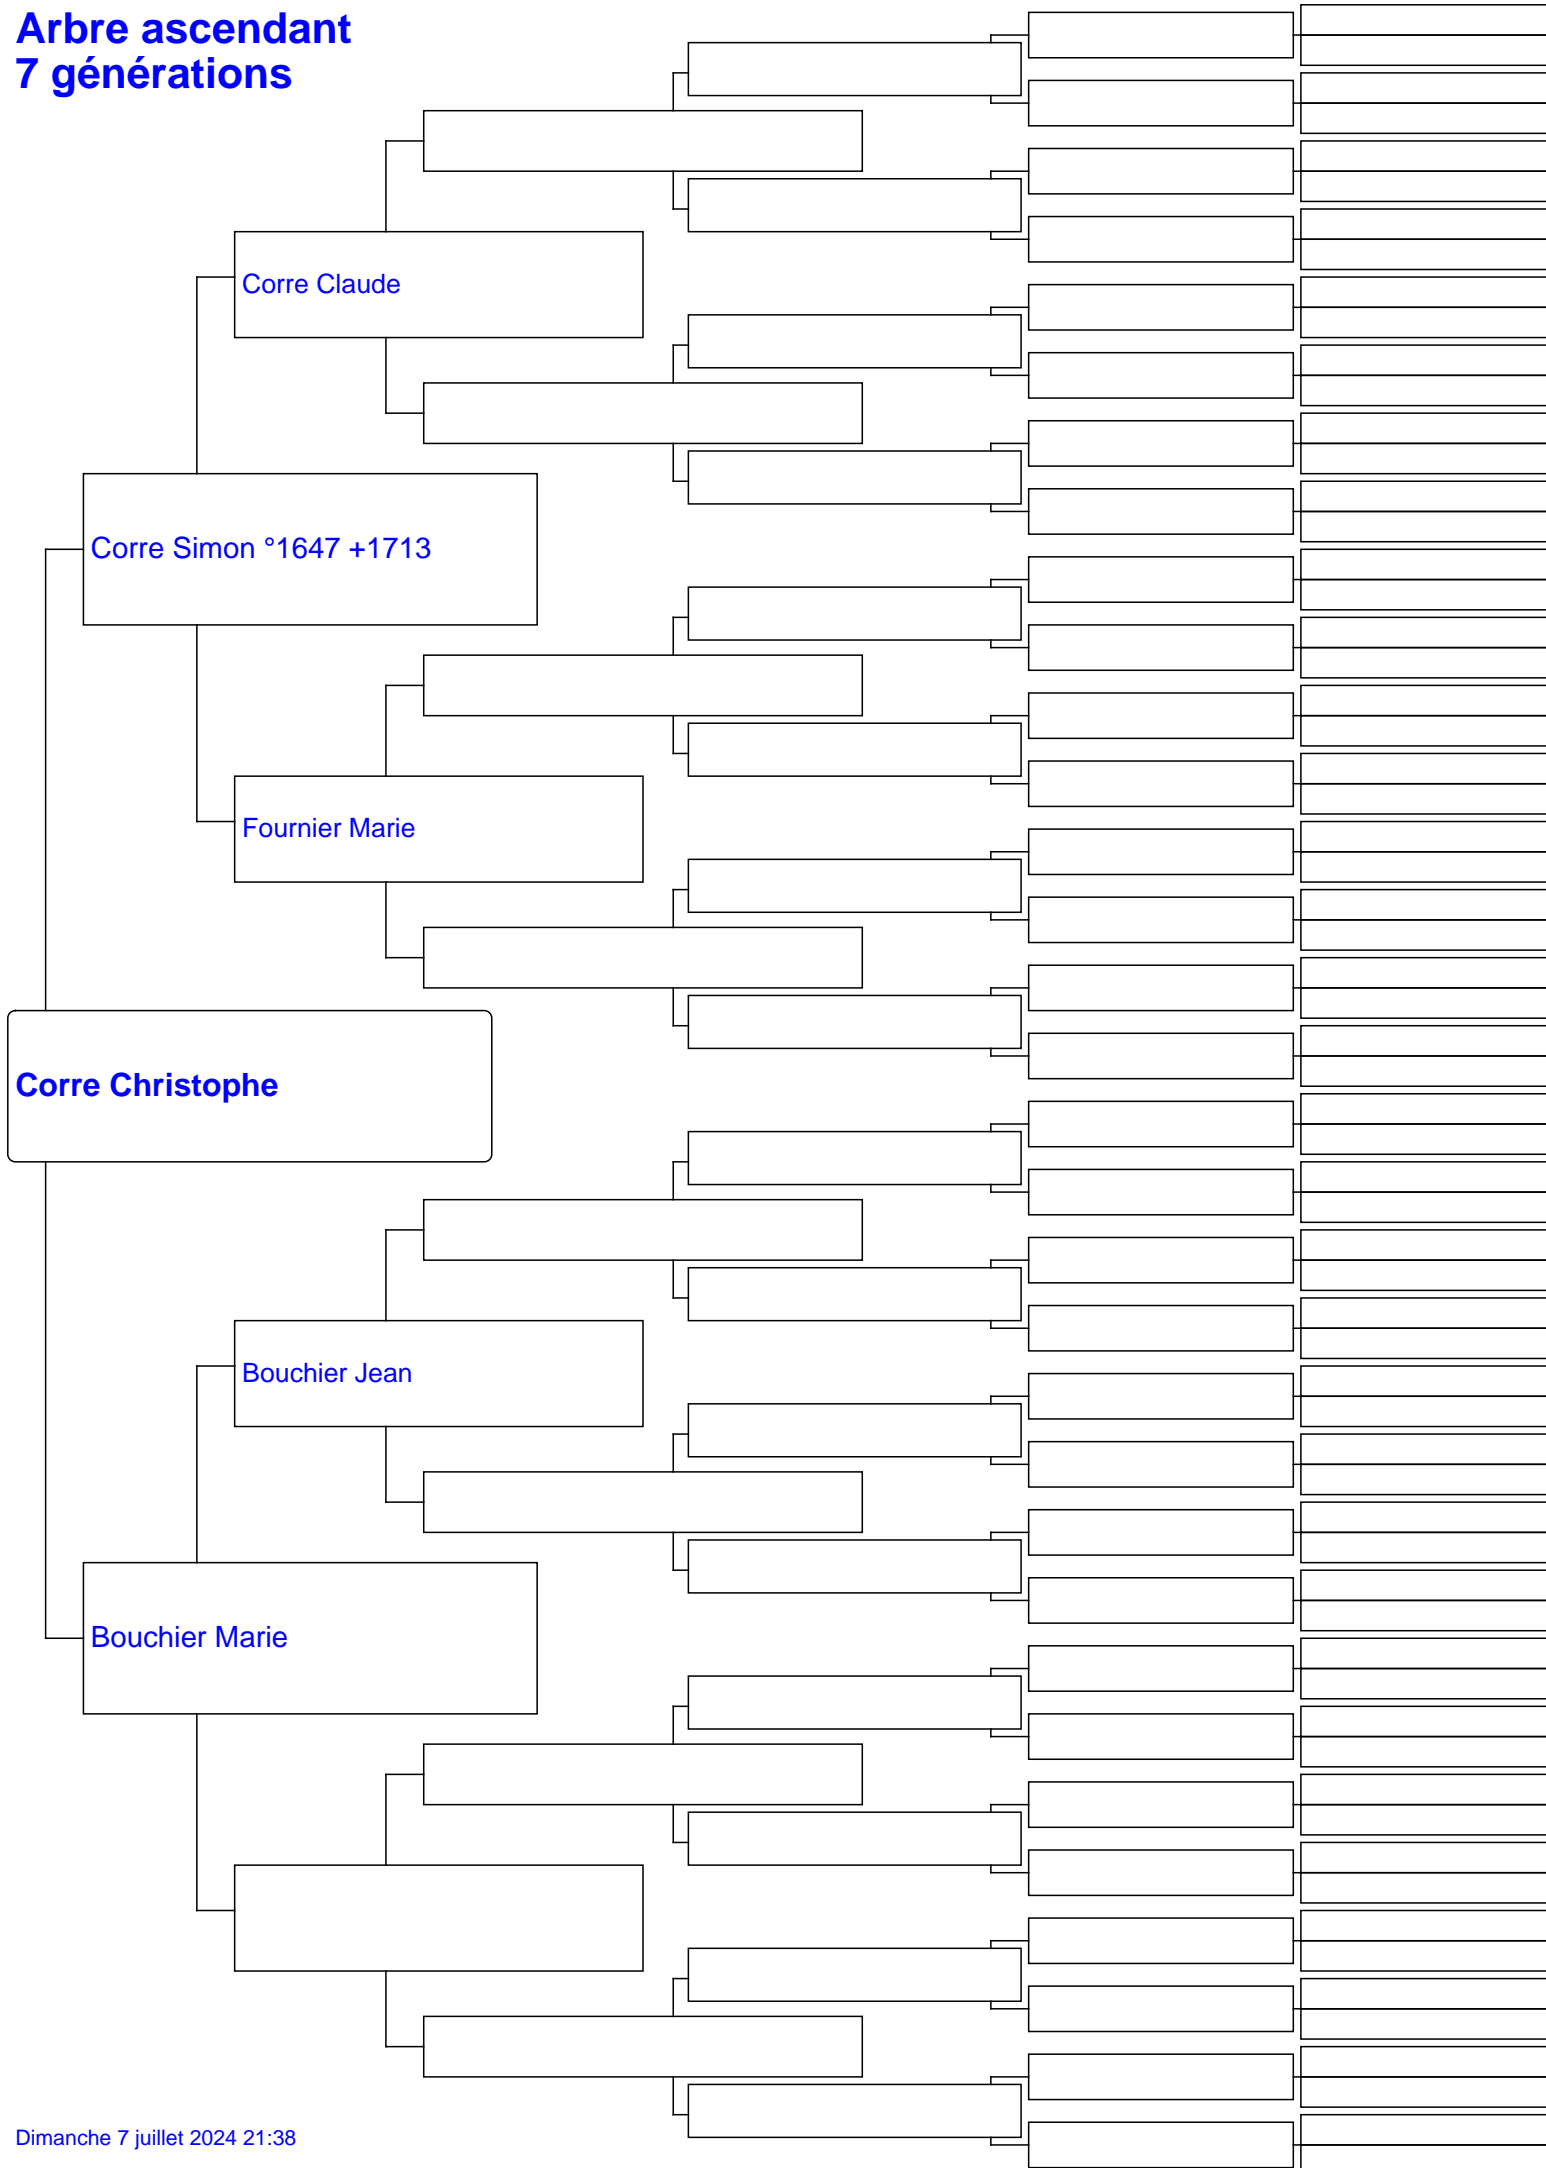 Arbre ascendant
7 générations
Corre Claude
Corre Simon °1647 +1713
Fournier Marie
Corre Christophe
Bouchier Jean
Bouchier Marie
Dimanche 7 juillet 2024 21:38